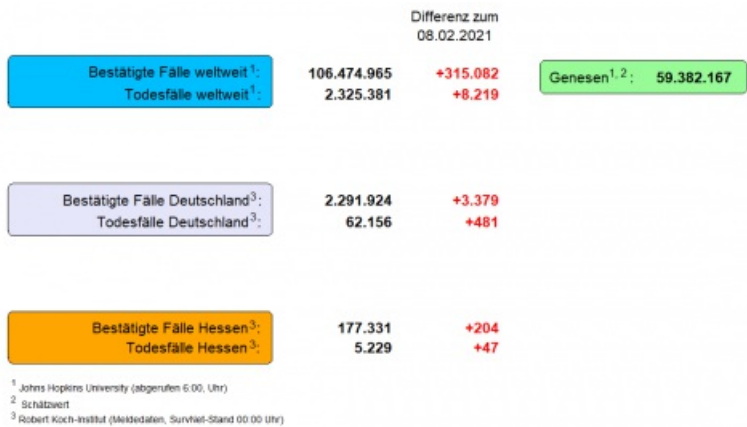 Differenz zum
08.02.2021
Bestätigte Fälle weltweit¹: 106.474.965 +315.082 Genesen¹,²: 59.382.167
Todesfälle weltweit¹: 2.325.381 +8.219
Bestätigte Fälle Deutschland³: 2.291.924 +3.379
Todesfälle Deutschland³: 62.156 +481
Bestätigte Fälle Hessen³: 177.331 +204
Todesfälle Hessen³: 5.229 +47
¹ Johns Hopkins University (abgerufen 6:00, Uhr)
² Schätzwert
³ Robert Koch-Institut (Meldedaten, SurvNet-Stand 00:00 Uhr)